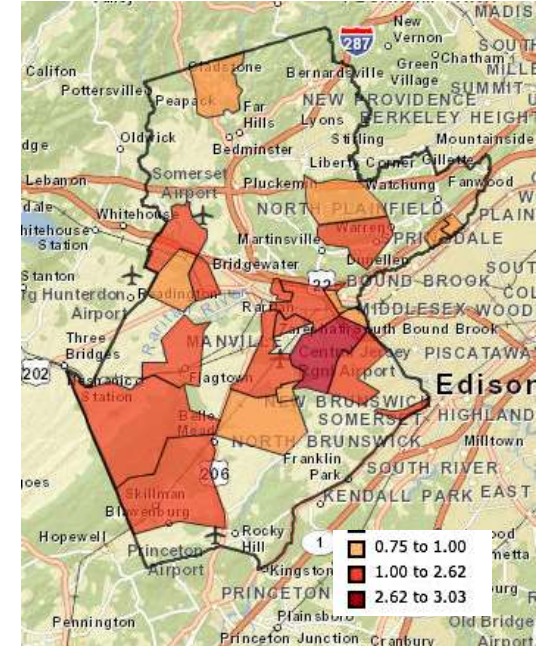 MADIS
New
Vernon
287
SOUTH
Chatham
MILL
Califon
Gladstone
Bernardsville
Green
Village
Pottersville
Peapack
SUMMIT
Far
Hills
NEW PROVIDENCE
BERKELEY HEIGHT
Lyons
Oldwick
Bedminster
Stirling
Mountainside
Liberty Corner
Gillette
Somerset
Airport
Lebanon
Pluckemin
Watchung
Fanwood
Whitehouse
NORTH PLAINFIELD
PLAIN
Whitehouse
Station
Martinsville
Warren
Dunellen
Stanton
Bridgewater
22
BOUND BROOK
SOUT
Hunterdon
Airport
Readington
Raritan
MIDDLESEX
WOOD
Raritan River
Zarephath
South Bound Brook
Three
Bridges
MANVILLE
Central Jersey
Rgnl Airport
PISCATAWA
202
Mechanic
Station
Flagtown
Edison
NEW BRUNSWICK
SOMERSET
HIGHLAND
Belle
Mead
NORTH BRUNSWICK
Milltown
206
Franklin
Park
SOUTH RIVER
KENDALL PARK
EAST
Skillman
Blawenburg
Hopewell
Rocky
Hill
1
Princeton
Airport
Kingston
0.75 to 1.00
1.00 to 2.62
2.62 to 3.03
PRINCETON
Pennington
Plainsboro
Old Bridge
Airport
Princeton Junction
Cranbury